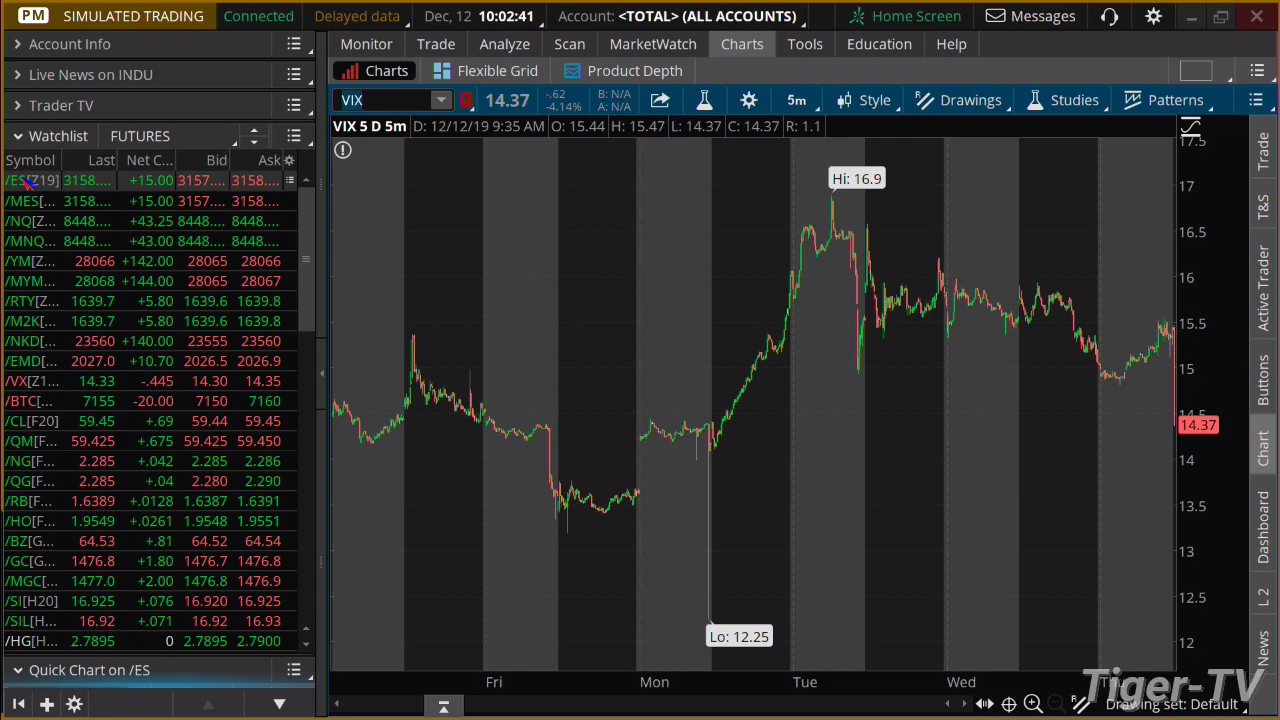 PM SIMULATED TRADING Connected Delayed data Dec, 12 10:02:41 Account: <TOTAL> (ALL ACCOUNTS) Home Screen Messages
Account Info
Live News on INDU
Trader TV
Watchlist FUTURES
Symbol Last Net C... Bid Ask
/ES[Z19] 3158.... +15.00 3157.... 3158....
/MES[... 3158.... +15.00 3157.... 3158....
/NQ[Z... 8448.... +43.25 8448.... 8448....
/MNQ... 8448.... +43.00 8448.... 8448....
/YM[Z... 28066 +142.00 28065 28066
/MYM... 28068 +144.00 28065 28067
/RTY[Z... 1639.7 +5.80 1639.6 1639.8
/M2K[... 1639.7 +5.80 1639.6 1639.8
/NKD[... 23560 +140.00 23555 23560
/EMD[... 2027.0 +10.70 2026.5 2026.9
/VX[Z1... 14.33 -.445 14.30 14.35
/BTC[... 7155 -20.00 7150 7160
/CL[F20] 59.45 +.69 59.44 59.45
/QM[F... 59.425 +.675 59.425 59.450
/NG[F... 2.285 +.042 2.285 2.286
/QG[F... 2.285 +.04 2.280 2.290
/RB[F... 1.6389 +.0128 1.6387 1.6391
/HO[F... 1.9549 +.0261 1.9548 1.9551
/BZ[G... 64.53 +.81 64.52 64.54
/GC[G... 1476.8 +1.80 1476.7 1476.8
/MGC[... 1477.0 +2.00 1476.8 1476.9
/SI[H20] 16.925 +.076 16.920 16.925
/SIL[H... 16.92 +.071 16.92 16.93
/HG[H... 2.7895 0 2.7895 2.7900
Quick Chart on /ES
Monitor Trade Analyze Scan MarketWatch Charts Tools Education Help
Charts Flexible Grid Product Depth
VIX 14.37 -.62 B: N/A 5m Style Drawings Studies Patterns
-4.14% A: N/A
VIX 5 D 5m D: 12/12/19 9:35 AM O: 15.44 H: 15.47 L: 14.37 C: 14.37 R: 1.1
Hi: 16.9
Lo: 12.25
17.5
17
16.5
16
15.5
15
14.5
14.37
14
13.5
13
12.5
12
Fri Mon Tue Wed
Drawing set: Default
Tiger-TV
Trade
T&S
Active Trader
Buttons
Chart
Dashboard
L 2
News